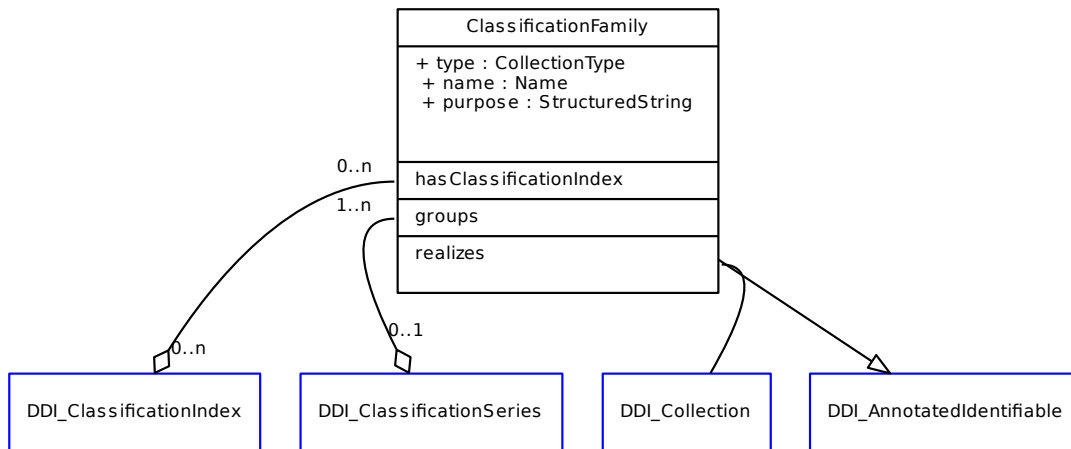 ClassificationFamily
+ type : CollectionType
+ name : Name
+ purpose : StructuredString
0..n
hasClassificationIndex
1..n
groups
realizes
0..n
0..1
DDI_ClassificationIndex
DDI_ClassificationSeries
DDI_Collection
DDI_AnnotatedIdentifiable